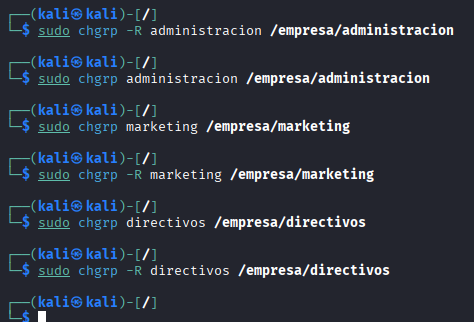 ┌──(kali㉿kali)-[/]
└─$ sudo chgrp -R administracion /empresa/administracion
┌──(kali㉿kali)-[/]
└─$ sudo chgrp administracion /empresa/administracion
┌──(kali㉿kali)-[/]
└─$ sudo chgrp marketing /empresa/marketing
┌──(kali㉿kali)-[/]
└─$ sudo chgrp -R marketing /empresa/marketing
┌──(kali㉿kali)-[/]
└─$ sudo chgrp directivos /empresa/directivos
┌──(kali㉿kali)-[/]
└─$ sudo chgrp -R directivos /empresa/directivos
┌──(kali㉿kali)-[/]
└─$